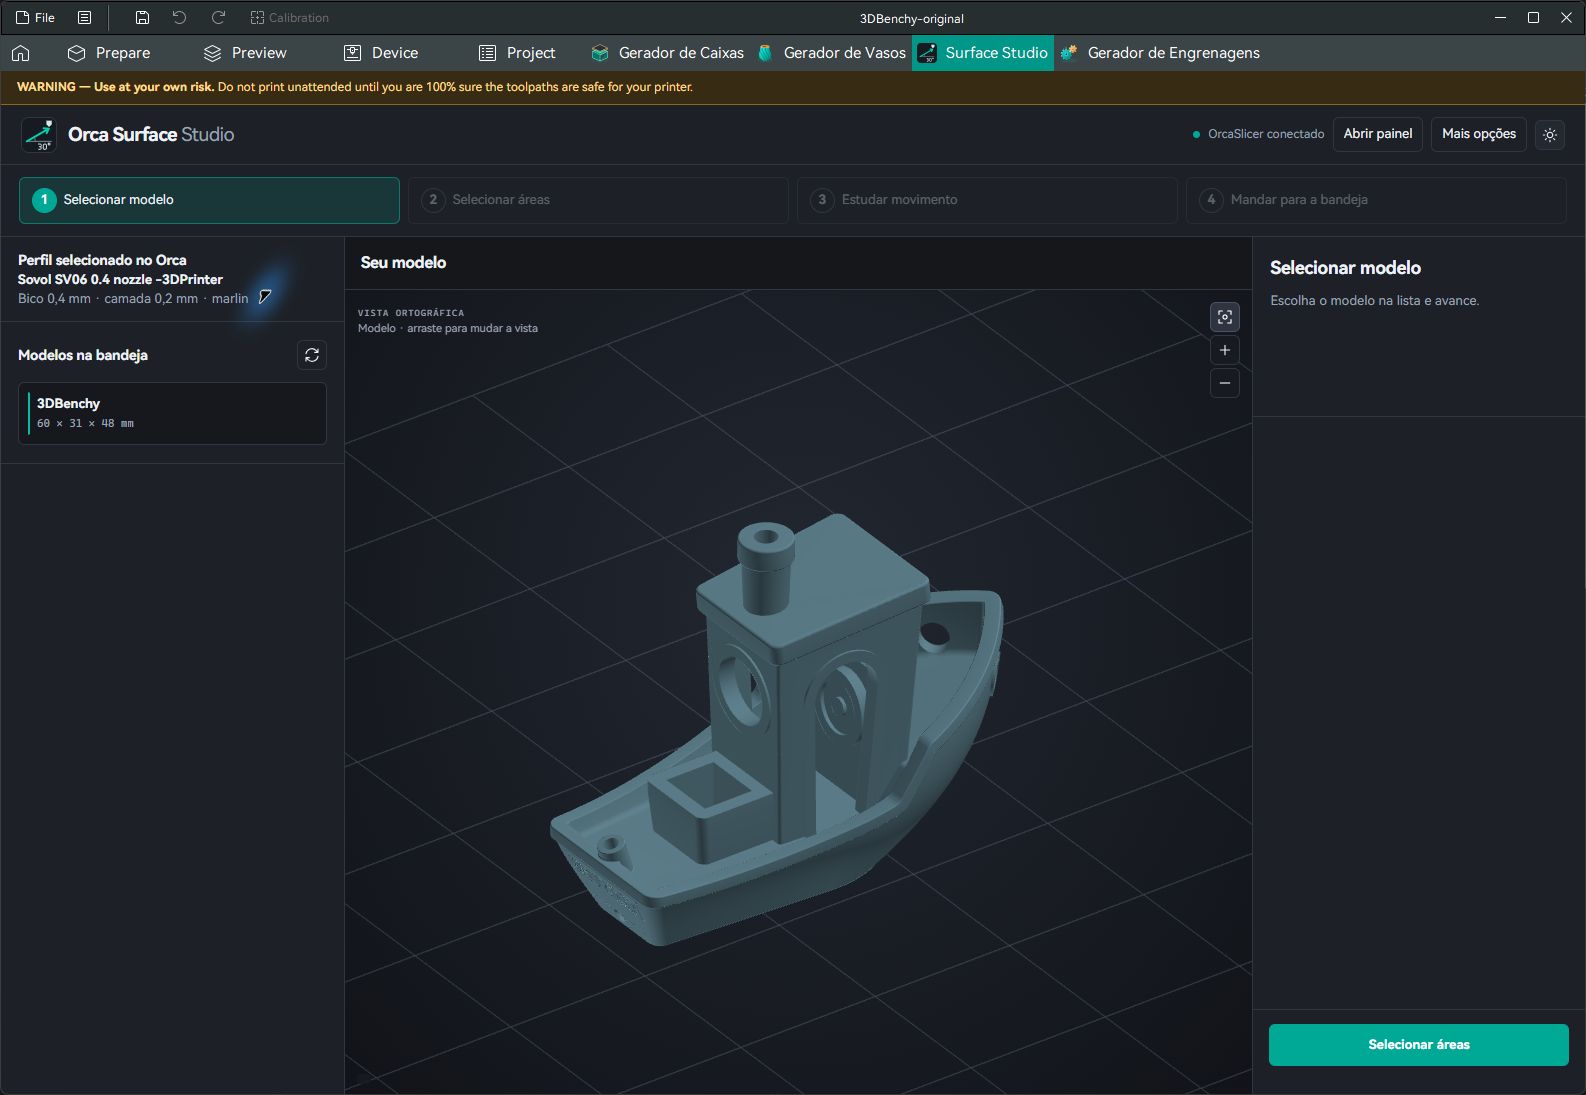 File
Calibration
3DBenchy-original
Prepare
Preview
Device
Project
Gerador de Caixas
Gerador de Vasos
30°
Surface Studio
Gerador de Engrenagens
WARNING — Use at your own risk. Do not print unattended until you are 100% sure the toolpaths are safe for your printer.
30°
Orca Surface Studio
OrcaSlicer conectado
Abrir painel
Mais opções
1 Selecionar modelo
2 Selecionar áreas
3 Estudar movimento
4 Mandar para a bandeja
Perfil selecionado no Orca
Sovol SV06 0.4 nozzle -3DPrinter
Bico 0,4 mm · camada 0,2 mm · marlin
Modelos na bandeja
3DBenchy
60 × 31 × 48 mm
Seu modelo
VISTA ORTOGRÁFICA
Modelo · arraste para mudar a vista
Selecionar modelo
Escolha o modelo na lista e avance.
Selecionar áreas